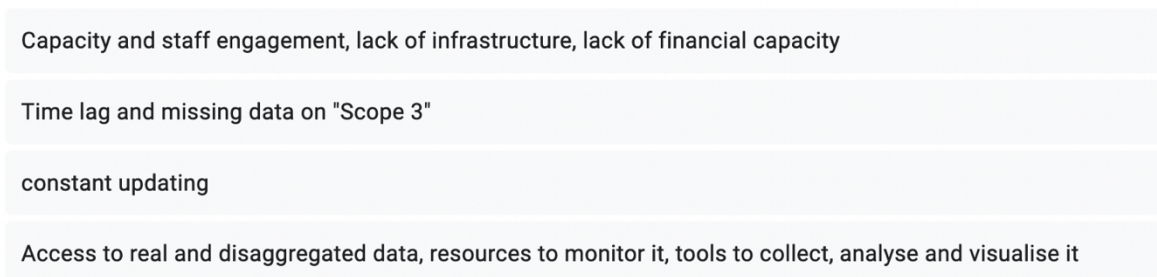 Capacity and staff engagement, lack of infrastructure, lack of financial capacity
Time lag and missing data on "Scope 3"
constant updating
Access to real and disaggregated data, resources to monitor it, tools to collect, analyse and visualise it